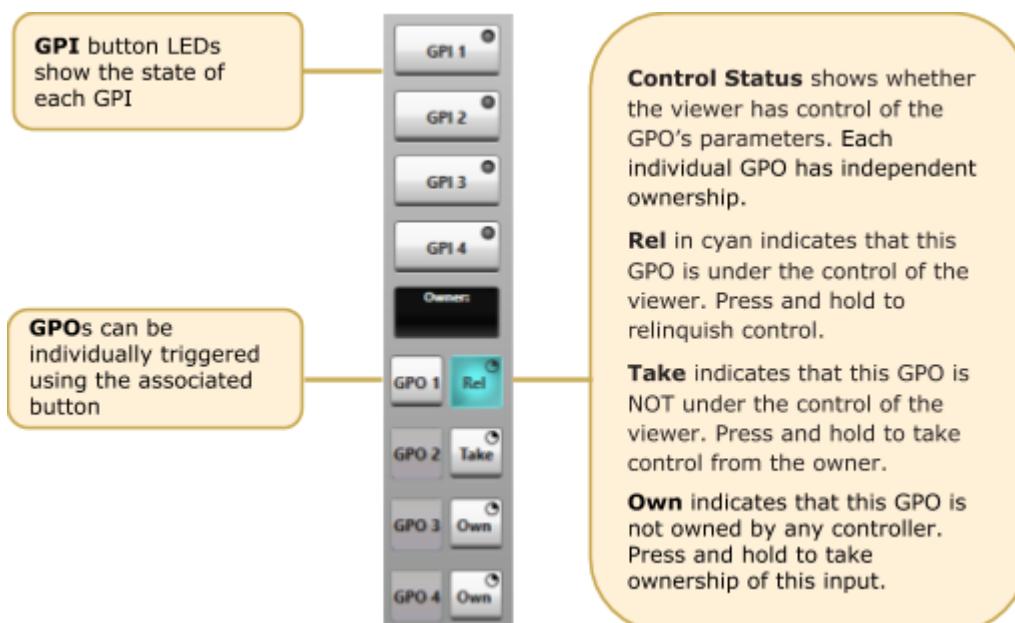 GPI button LEDs
show the state of
each GPI
GPI 1
GPI 2
GPI 3
GPI 4
Owner:
GPOs can be
individually triggered
using the associated
button
GPO 1 Rel
GPO 2 Take
GPO 3 Own
GPO 4 Own
Control Status shows whether
the viewer has control of the
GPO’s parameters. Each
individual GPO has independent
ownership.
Rel in cyan indicates that this
GPO is under the control of the
viewer. Press and hold to
relinquish control.
Take indicates that this GPO is
NOT under the control of the
viewer. Press and hold to take
control from the owner.
Own indicates that this GPO is
not owned by any controller.
Press and hold to take
ownership of this input.